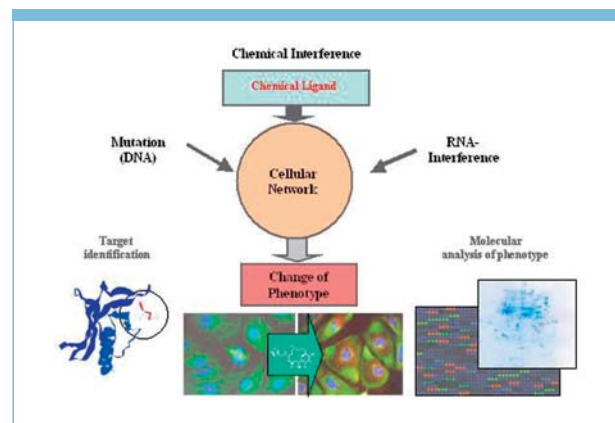 Chemical Interference
Chemical Ligand
Mutation
(DNA)
RNA-
Interference
Cellular
Network
Target
identification
Change of
Phenotype
Molecular
analysis of phenotype